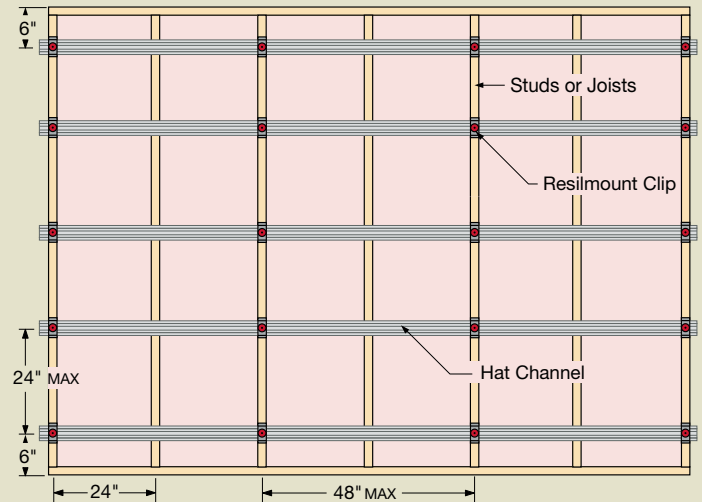 6"
Studs or Joists
Resilmount Clip
Hat Channel
24" MAX
6"
24"
48" MAX